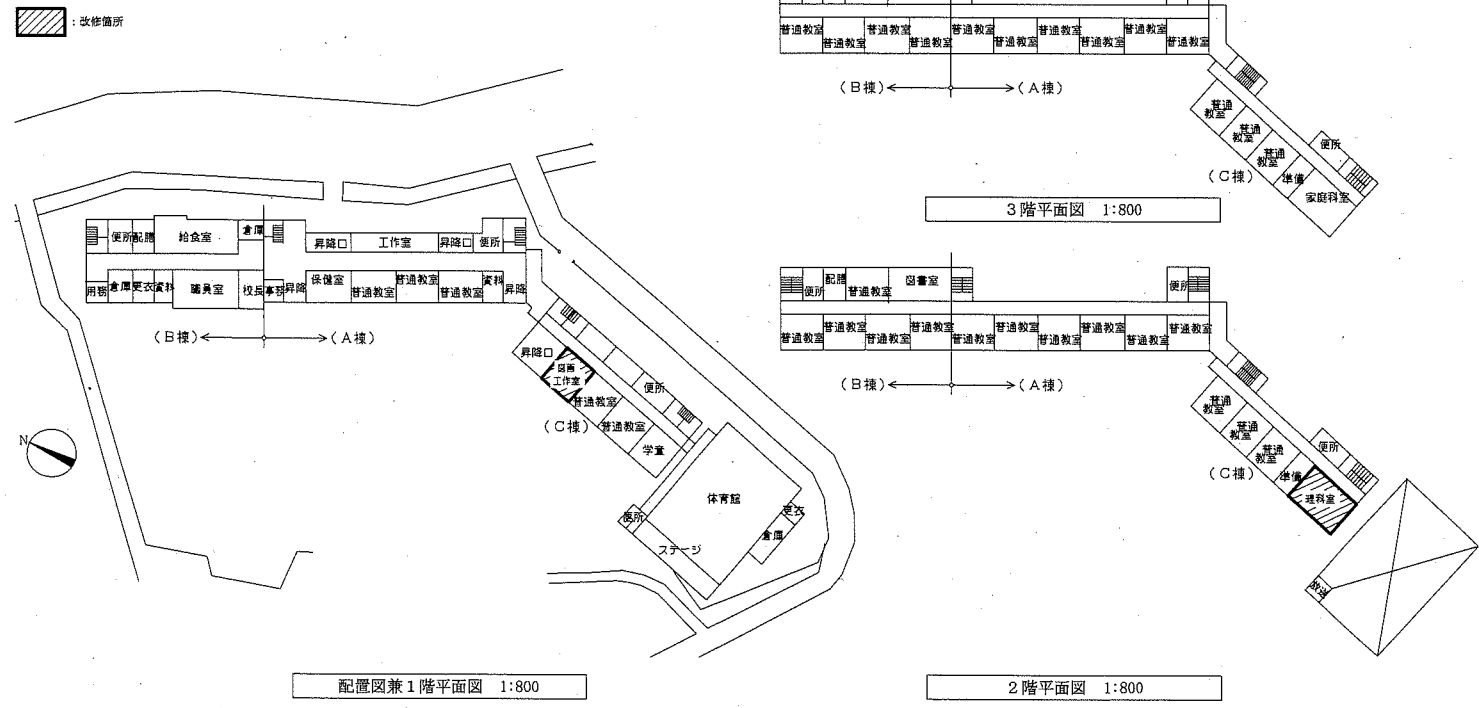 ：改修箇所
普通教室 普通教室 普通教室 普通教室 普通教室 普通教室 普通教室 普通教室 普通教室 普通教室
（B棟） （A棟）
普通
教室
普通
教室
普通
教室
準備
家庭科室
便所
（C棟）
3階平面図 1:800
N
便所 配膳 給食室 倉庫 昇降口 工作室 昇降口 便所
用務 倉庫 更衣 資料 職員室 校長 事務 昇降 保健室 普通教室 普通教室 普通教室 資料 昇降
（B棟） （A棟）
昇降口
図画
工作室
普通教室
普通教室
学童
便所
（C棟）
体育館
便所
ステージ
更衣
倉庫
配置図兼1階平面図 1:800
便所 配膳 普通教室 図書室 便所
普通教室 普通教室 普通教室 普通教室 普通教室 普通教室 普通教室 普通教室 普通教室 普通教室
（B棟） （A棟）
普通
教室
普通
教室
普通
教室
準備
理科室
便所
（C棟）
放送
2階平面図 1:800